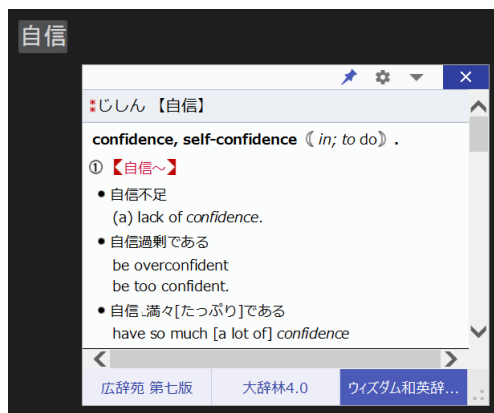 自信
⁑じしん【自信】
confidence, self-confidence 〘in; to do〙.
① 【自信～】
● 自信不足
(a) lack of confidence.
● 自信過剰である
be overconfident
be too confident.
● 自信␣満々[たっぷり]である
have so much [a lot of] confidence
広辞苑 第七版
大辞林4.0
ウィズダム和英辞...